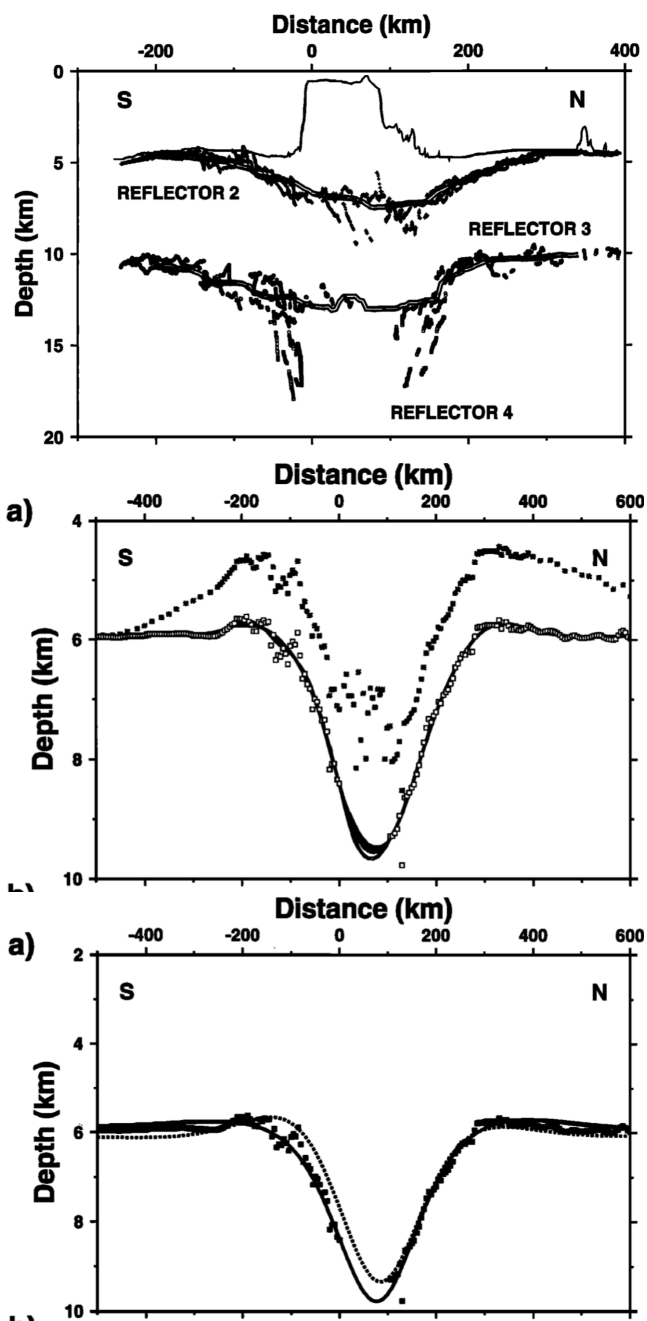 Distance (km)
-200 0 200 400
0
S N
5
REFLECTOR 2
REFLECTOR 3
Depth (km)
10
15
REFLECTOR 4
20
Distance (km)
a)
-400 -200 0 200 400 600
4
S N
6
Depth (km)
8
10
b)
Distance (km)
a)
-400 -200 0 200 400 600
2
S N
4
Depth (km)
6
8
10